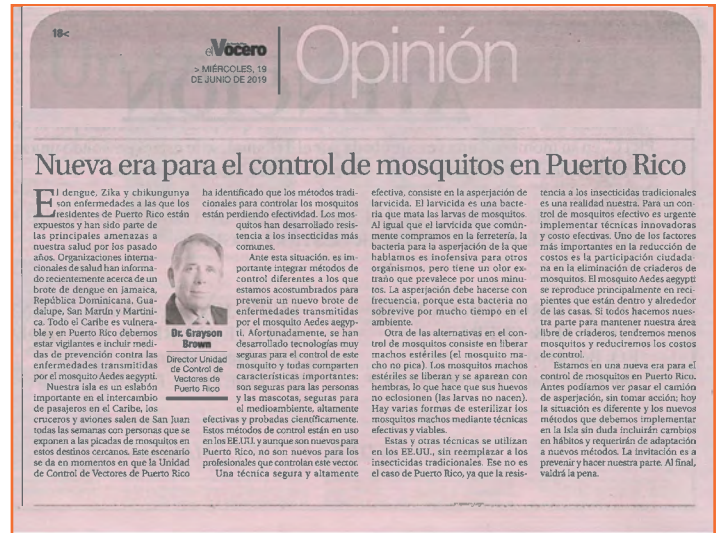 18<
el Vocero
> MIÉRCOLES, 19
DE JUNIO DE 2019
Opinión
Nueva era para el control de mosquitos en Puerto Rico
El dengue, Zika y chikungunya
son enfermedades a las que los
residentes de Puerto Rico están
expuestos y han sido parte de
las principales amenazas a
nuestra salud por los pasado
años. Organizaciones interna-
cionales de salud han informa-
do recientemente acerca de un
brote de dengue en Jamaica,
República Dominicana, Gua-
dalupe, San Martín y Martini-
ca. Todo el Caribe es vulnera-
ble y en Puerto Rico debemos
estar vigilantes e incluir medi-
das de prevención contra las
enfermedades transmitidas
por el mosquito Aedes aegypti.
Nuestra isla es un eslabón
importante en el intercambio
de pasajeros en el Caribe, los
cruceros y aviones salen de San Juan
todas las semanas con personas que se
exponen a las picadas de mosquitos en
estos destinos cercanos. Este escenario
se da en momentos en que la Unidad
de Control de Vectores de Puerto Rico
Dr. Grayson
Brown
Director Unidad
de Control de
Vectores de
Puerto Rico
ha identificado que los métodos tradi-
cionales para controlar los mosquitos
están perdiendo efectividad. Los mos-
quitos han desarrollado resis-
tencia a los insecticidas más
comunes.
Ante esta situación, es im-
portante integrar métodos de
control diferentes a los que
estamos acostumbrados para
prevenir un nuevo brote de
enfermedades transmitidas
por el mosquito Aedes aegyp-
ti. Afortunadamente, se han
desarrollado tecnologías muy
seguras para el control de este
mosquito y todas comparten
características importantes:
son seguras para las personas
y las mascotas, seguras para
el medioambiente, altamente
efectivas y probadas científicamente.
Estos métodos de control están en uso
en los EE.UU. y aunque son nuevos para
Puerto Rico, no son nuevos para los
profesionales que controlan este vector.
Una técnica segura y altamente
efectiva, consiste en la asperjación de
larvicida. El larvicida es una bacte-
ria que mata las larvas de mosquitos.
Al igual que el larvicida que común-
mente compramos en la ferretería, la
bacteria para la asperjación de la que
hablamos es inofensiva para otros
organismos, pero tiene un olor ex-
traño que prevalece por unos minu-
tos. La asperjación debe hacerse con
frecuencia, porque esta bacteria no
sobrevive por mucho tiempo en el
ambiente.
Otra de las alternativas en el con-
trol de mosquitos consiste en liberar
machos estériles (el mosquito ma-
cho no pica). Los mosquitos machos
estériles se liberan y se aparean con
hembras, lo que hace que sus huevos
no eclosionen (las larvas no nacen).
Hay varias formas de esterilizar los
mosquitos machos mediante técnicas
efectivas y viables.
Estas y otras técnicas se utilizan
en los EE.UU., sin reemplazar a los
insecticidas tradicionales. Ese no es
el caso de Puerto Rico, ya que la resis-
tencia a los insecticidas tradicionales
es una realidad nuestra. Para un con-
trol de mosquitos efectivo es urgente
implementar técnicas innovadoras
y costo efectivas. Uno de los factores
más importantes en la reducción de
costos es la participación ciudada-
na en la eliminación de criaderos de
mosquitos. El mosquito Aedes aegypti
se reproduce principalmente en reci-
pientes que están dentro y alrededor
de las casas. Si todos hacemos nues-
tra parte para mantener nuestra área
libre de criaderos, tendremos menos
mosquitos y reduciremos los costos
de control.
Estamos en una nueva era para el
control de mosquitos en Puerto Rico.
Antes podíamos ver pasar el camión
de asperjación, sin tomar acción; hoy
la situación es diferente y los nuevos
métodos que debemos implementar
en la Isla sin duda incluirán cambios
en hábitos y requerirán de adaptación
a nuevos métodos. La invitación es a
prevenir y hacer nuestra parte. Al final,
valdrá la pena.